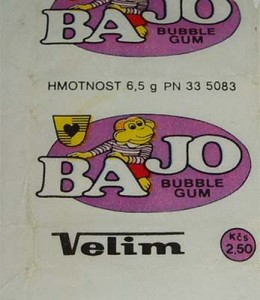 BAJO
BUBBLE
GUM
HMOTNOST 6,5 g PN 33 5083
BAJO
BUBBLE
GUM
Velim
Kčs
2,50